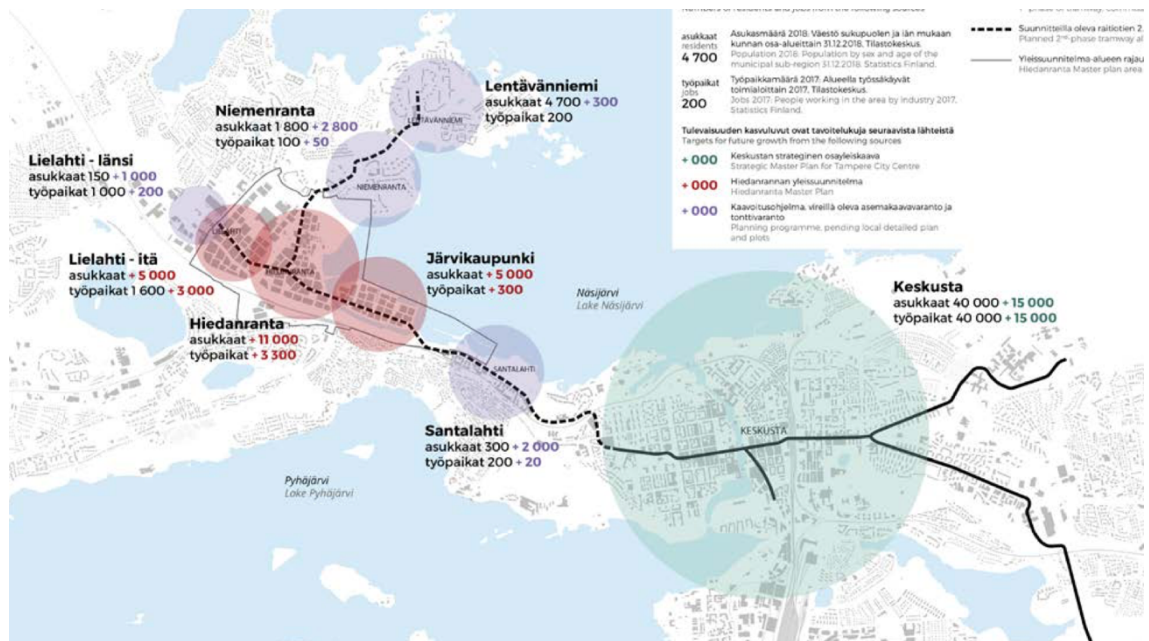 Numbers of residents and jobs from the following sources
asukkaat
residents
4 700
Asukasmäärä 2018: Väestö sukupuolen ja iän mukaan
kunnan osa-alueittain 31.12.2018, Tilastokeskus.
Population 2018: Population by sex and age of the
municipal sub-region 31.12.2018. Statistics Finland.
työpaikat
jobs
200
Työpaikkamäärä 2017: Alueella työssäkäyvät
toimialoittain 2017, Tilastokeskus.
Jobs 2017: People working in the area by industry 2017,
Statistics Finland.
Tulevaisuuden kasvuluvut ovat tavoitelukuja seuraavista lähteistä
Targets for future growth from the following sources
+ 000
Keskustan strateginen osayleiskaava
Strategic Master Plan for Tampere City Centre
+ 000
Hiedanrannan yleissuunnitelma
Hiedanranta Master Plan
+ 000
Kaavoitusohjelma, vireillä oleva asemakaavavaranto ja
tonttivaranto
Planning programme, pending local detailed plan
and plots
Suunnitteilla oleva raitiotien 2.
Planned 2nd-phase tramway al
Yleissuunnitelma-alueen rajau
Hiedanranta Master plan area
Lentävänniemi
asukkaat 4 700 + 300
työpaikat 200
LENTÄVÄNNIEMI
Niemenranta
asukkaat 1 800 + 2 800
työpaikat 100 + 50
NIEMENRANTA
Lielahti - länsi
asukkaat 150 + 1 000
työpaikat 1 000 + 200
Lielahti - itä
asukkaat + 5 000
työpaikat 1 600 + 3 000
Järvikaupunki
asukkaat + 5 000
työpaikat + 300
Hiedanranta
asukkaat + 11 000
työpaikat + 3 300
Näsijärvi
Lake Näsijärvi
Keskusta
asukkaat 40 000 + 15 000
työpaikat 40 000 + 15 000
SANTALAHTI
Santalahti
asukkaat 300 + 2 000
työpaikat 200 + 20
KESKUSTA
Pyhäjärvi
Lake Pyhäjärvi